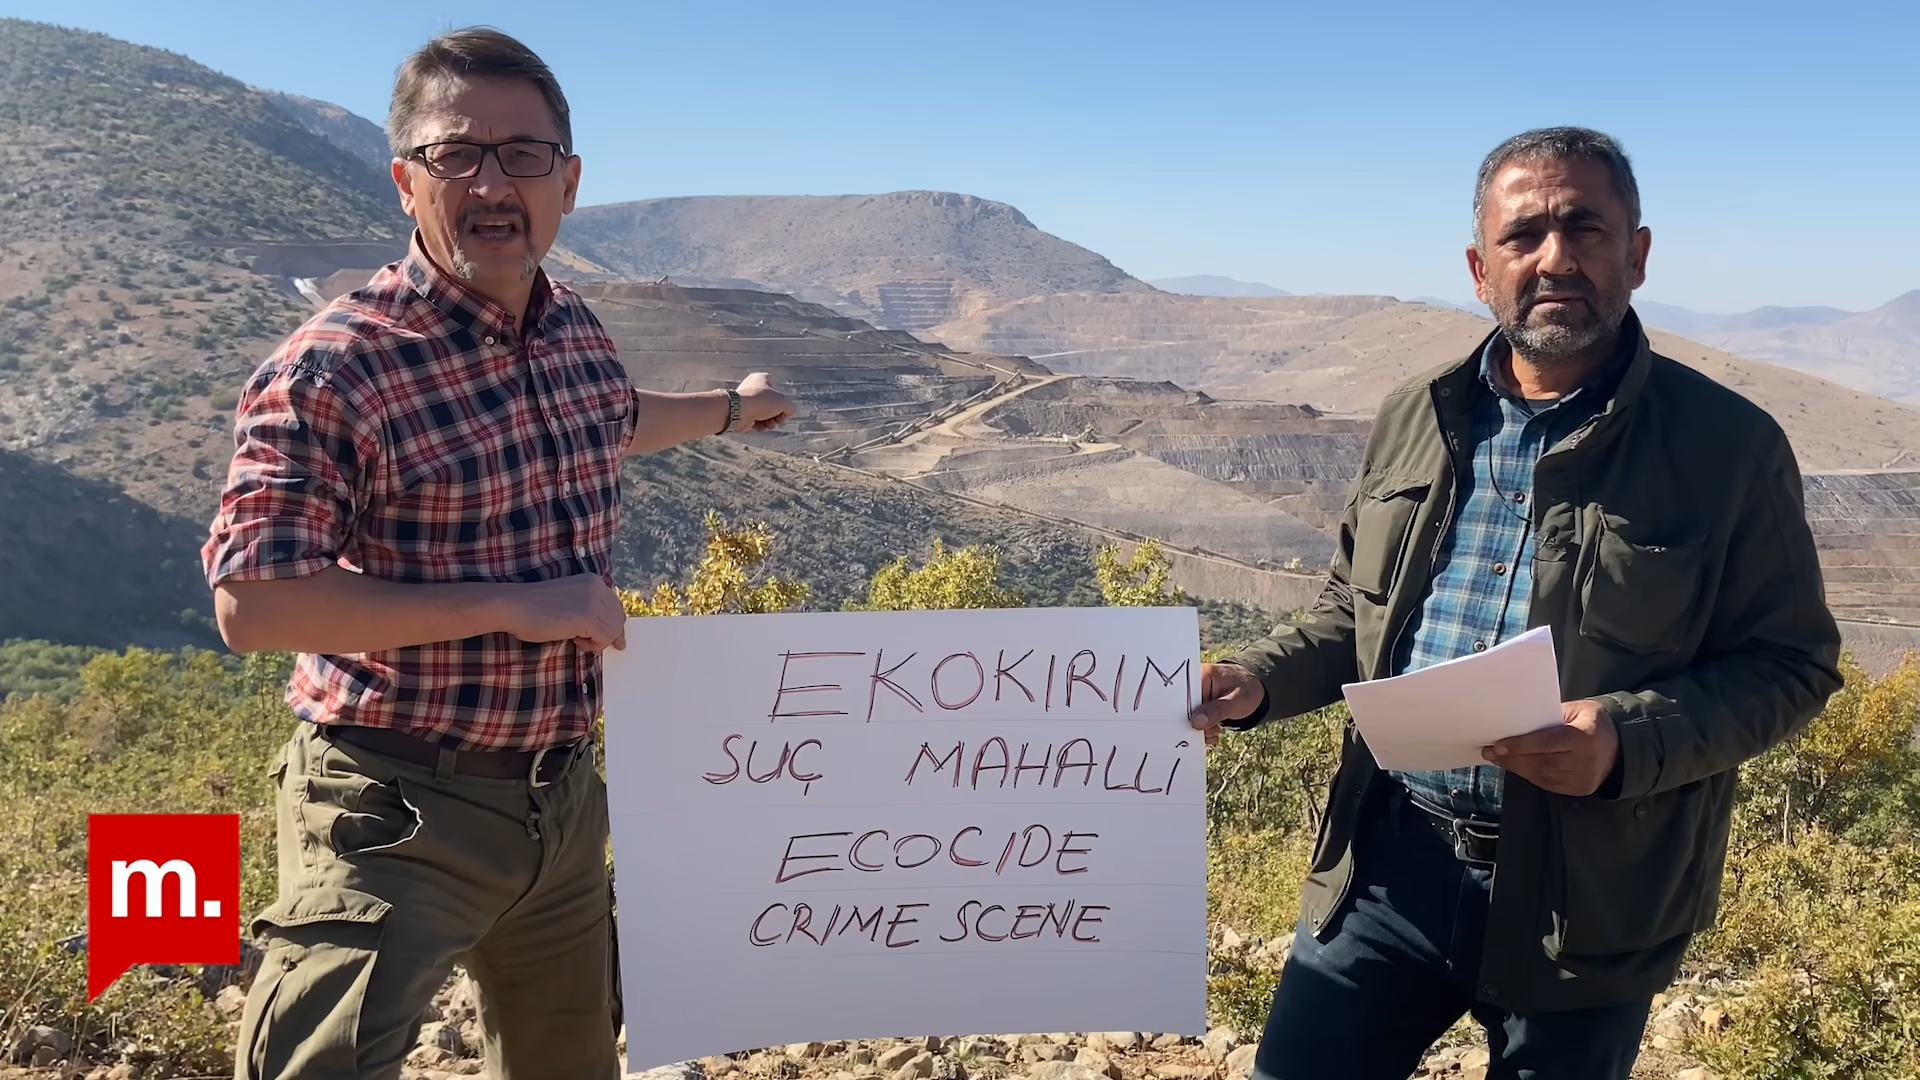 EKOKIRIM
SUÇ MAHALLİ
ECOCIDE
CRIME SCENE
m.